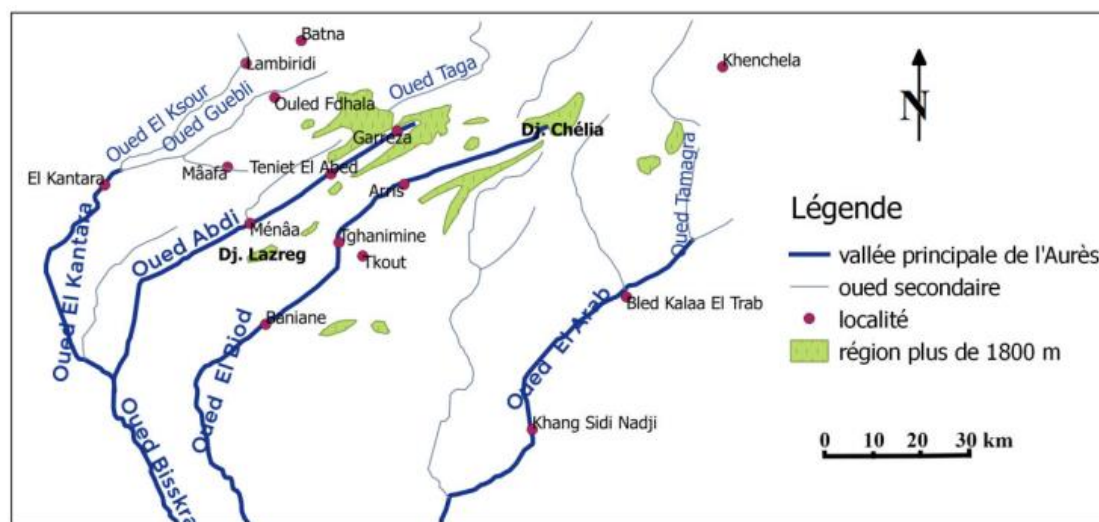 Batna
Lambiridi
Khenchela
Oued Taga
Oued El Ksour
Oued Guebli
Ouled Fdhala
N
Garreza
Dj. Chélia
El Kantara
Mâafa
Teniet El Abed
Arris
Oued Tamagra
Légende
Oued El Kantara
Oued Abdi
Ménâa
Dj. Lazreg
Tghanimine
Tkout
vallée principale de l'Aurès
oued secondaire
Bled Kalaa El Trab
localité
Baniane
région plus de 1800 m
Oued El Biod
Oued El Arab
Oued Bisskra
Khang Sidi Nadji
0 10 20 30 km